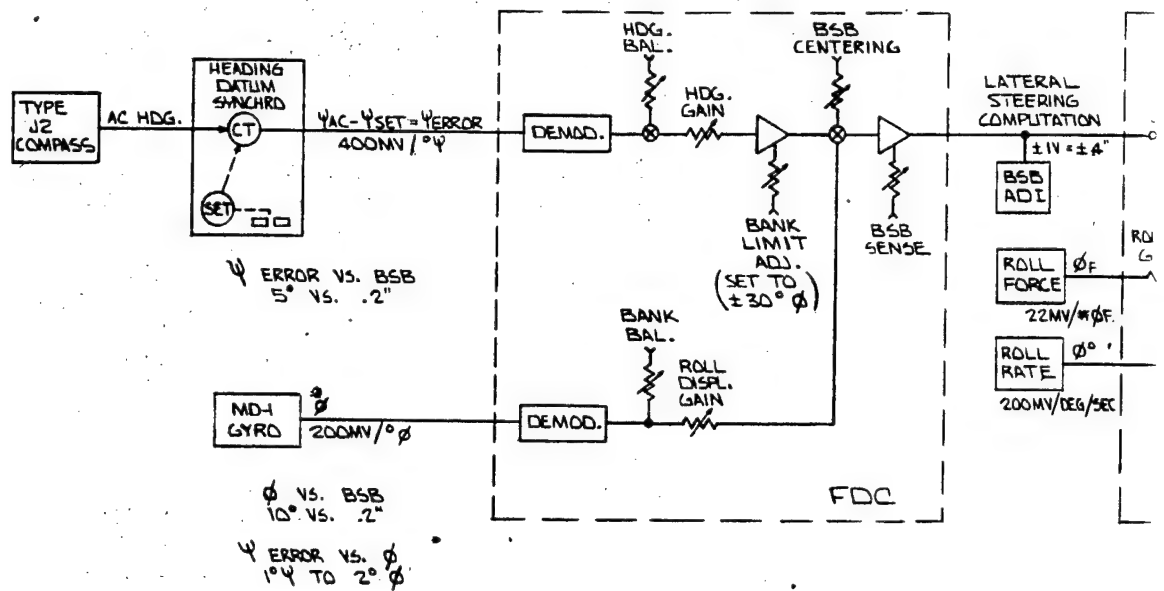 TYPE
J2
COMPASS
AC HDG.
HEADING
DATUM
SYNCHRO
CT
SET
ΨAC-ΨSET=ΨERROR
400MV/°Ψ
Ψ ERROR VS. BSB
5° VS. .2"
DEMOD.
HDG.
BAL.
HDG.
GAIN
BANK
LIMIT
ADJ.
(SET TO
±30° Ø)
BSB
CENTERING
BSB
SENSE
LATERAL
STEERING
COMPUTATION
±1V=±.4"
BSB
ADI
ROLL
FORCE
ØF
22MV/#ØF.
ROLL
RATE
Ø°
200MV/DEG/SEC
MD-1
GYRO
Ø
200MV/°Ø
DEMOD.
BANK
BAL.
ROLL
DISPL.
GAIN
FDC
Ø VS. BSB
10° VS. .2"
Ψ ERROR VS. Ø
1°Ψ TO 2°Ø